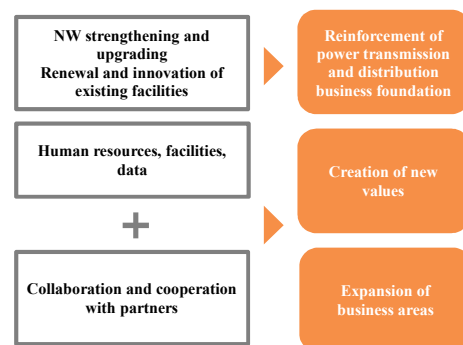 NW strengthening and
upgrading
Renewal and innovation of
existing facilities
Reinforcement of
power transmission
and distribution
business foundation
Human resources, facilities,
data
+
Collaboration and cooperation
with partners
Creation of new
values
Expansion of
business areas